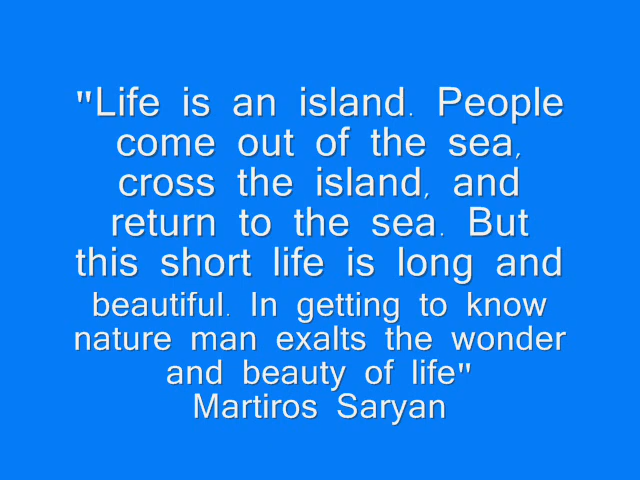 "Life is an island. People
come out of the sea,
cross the island, and
return to the sea. But
this short life is long and
beautiful. In getting to know
nature man exalts the wonder
and beauty of life"
Martiros Saryan